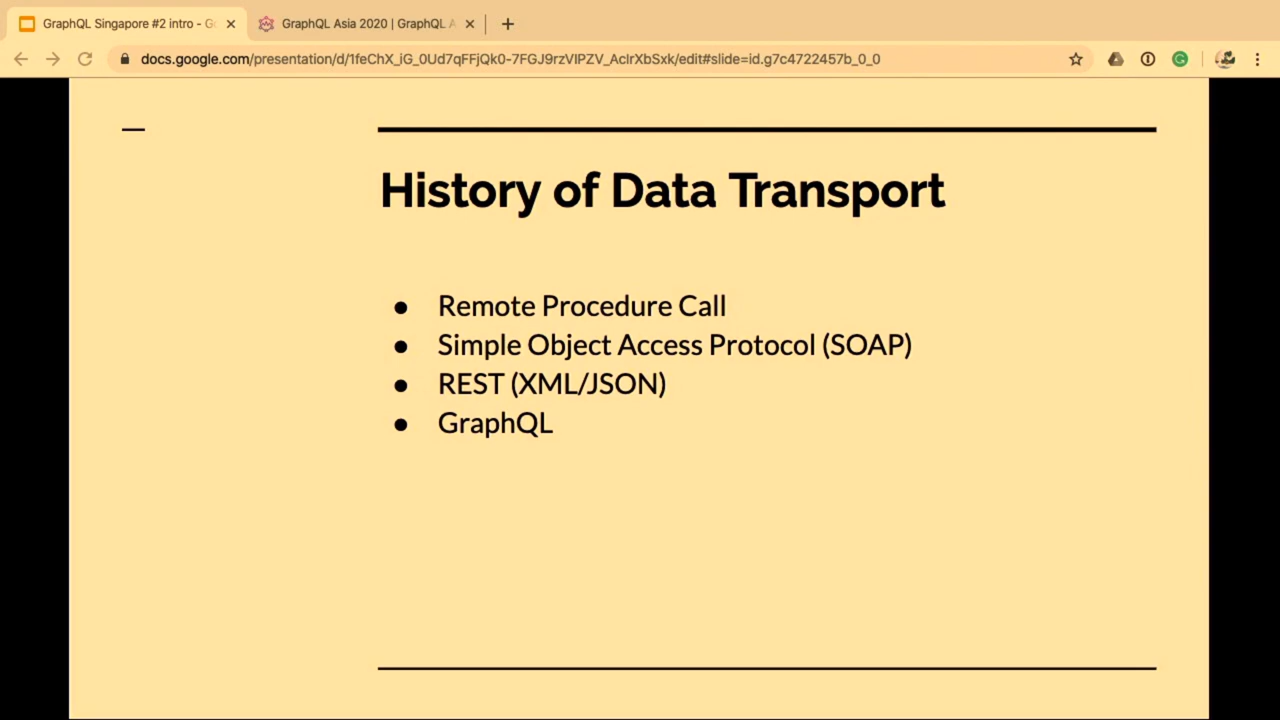 GraphQL Singapore #2 intro - G
GraphQL Asia 2020 | GraphQL A
docs.google.com/presentation/d/1feChX_iG_0Ud7qFFjQk0-7FGJ9rzVIPZV_AcIrXbSxk/edit#slide=id.g7c4722457b_0_0
History of Data Transport
● Remote Procedure Call
● Simple Object Access Protocol (SOAP)
● REST (XML/JSON)
● GraphQL